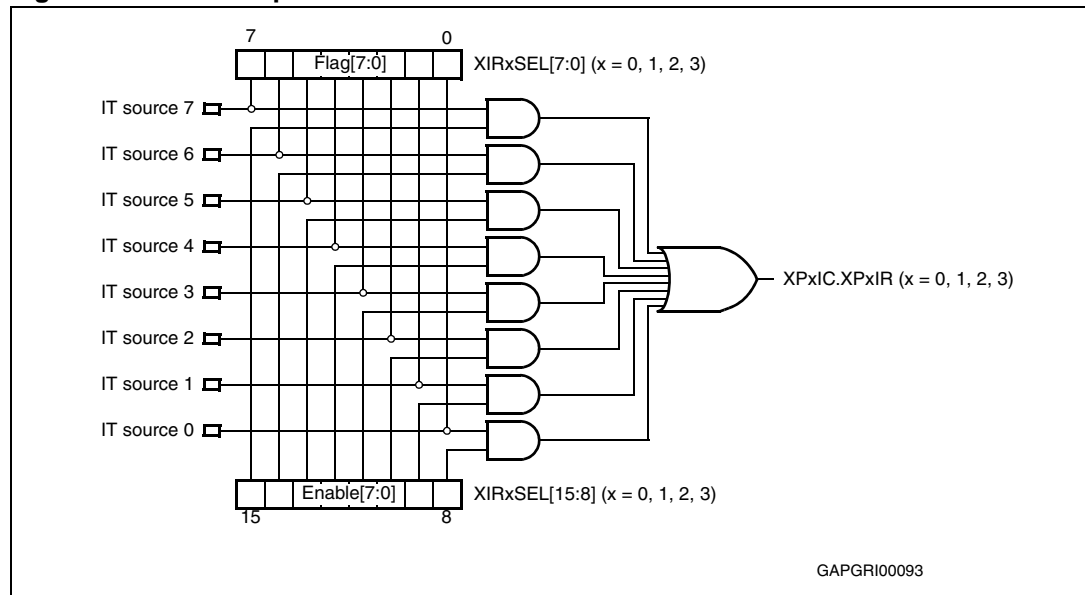 7 0
Flag[7:0] XIRxSEL[7:0] (x = 0, 1, 2, 3)
IT source 7
IT source 6
IT source 5
IT source 4
XPxIC.XPxIR (x = 0, 1, 2, 3)
IT source 3
IT source 2
IT source 1
IT source 0
Enable[7:0] XIRxSEL[15:8] (x = 0, 1, 2, 3)
15 8
GAPGRI00093